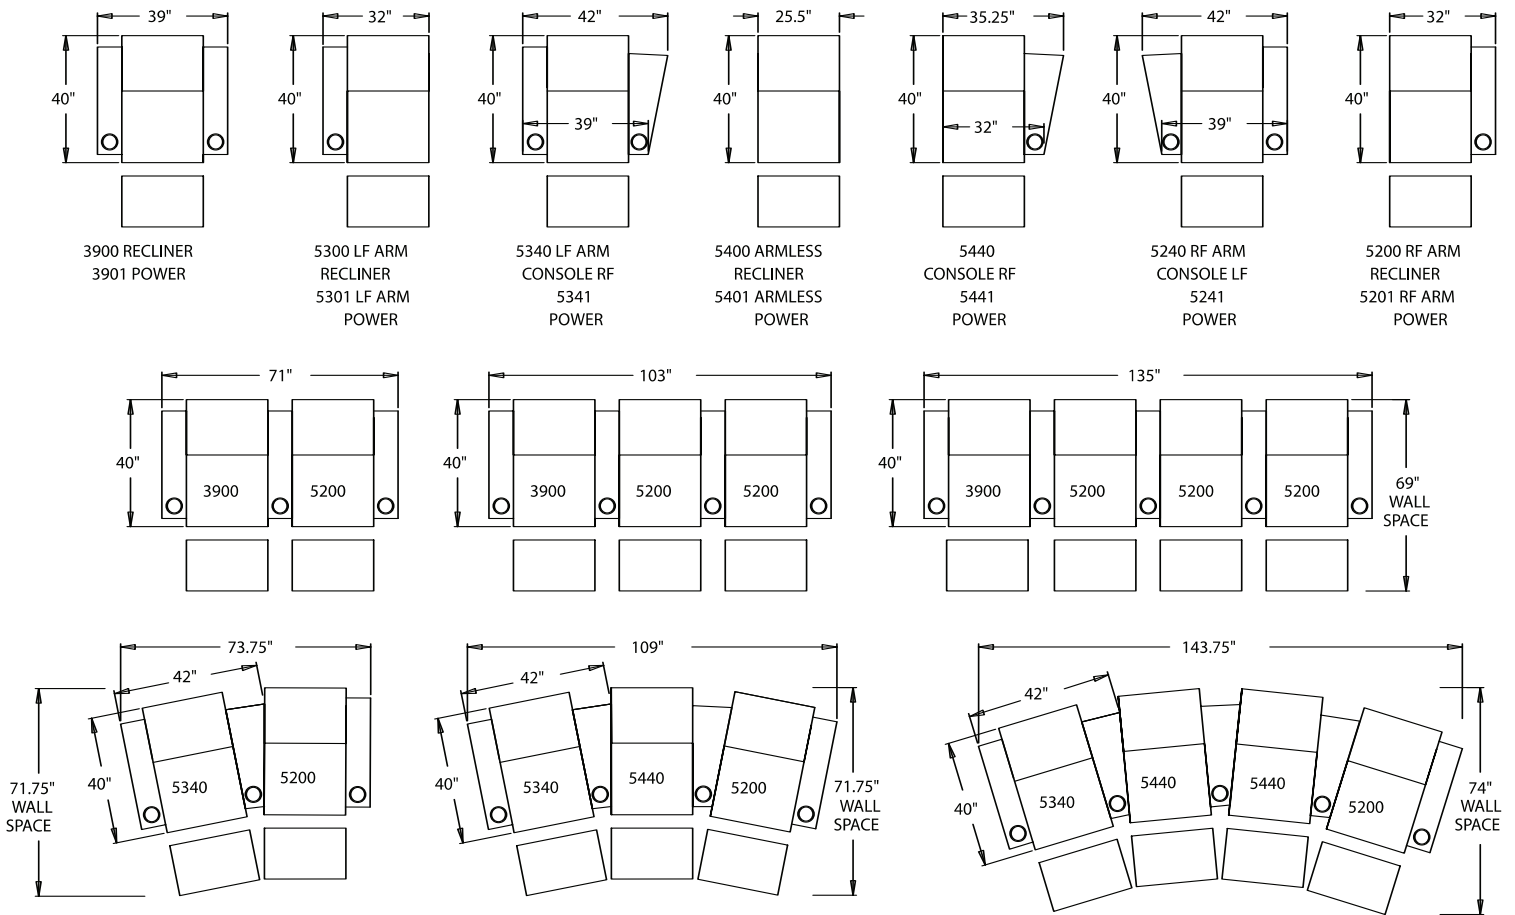 39"
32"
42"
25.5"
35.25"
42"
32"
40"
40"
40"
39"
40"
40"
32"
40"
39"
40"
3900 RECLINER
3901 POWER
5300 LF ARM
RECLINER
5301 LF ARM
POWER
5340 LF ARM
CONSOLE RF
5341
POWER
5400 ARMLESS
RECLINER
5401 ARMLESS
POWER
5440
CONSOLE RF
5441
POWER
5240 RF ARM
CONSOLE LF
5241
POWER
5200 RF ARM
RECLINER
5201 RF ARM
POWER
71"
40"
3900
5200
103"
40"
3900
5200
5200
135"
40"
3900
5200
5200
5200
69"
WALL
SPACE
73.75"
42"
40"
5340
5200
71.75"
WALL
SPACE
109"
42"
40"
5340
5440
5200
71.75"
WALL
SPACE
143.75"
42"
40"
5340
5440
5440
5200
74"
WALL
SPACE